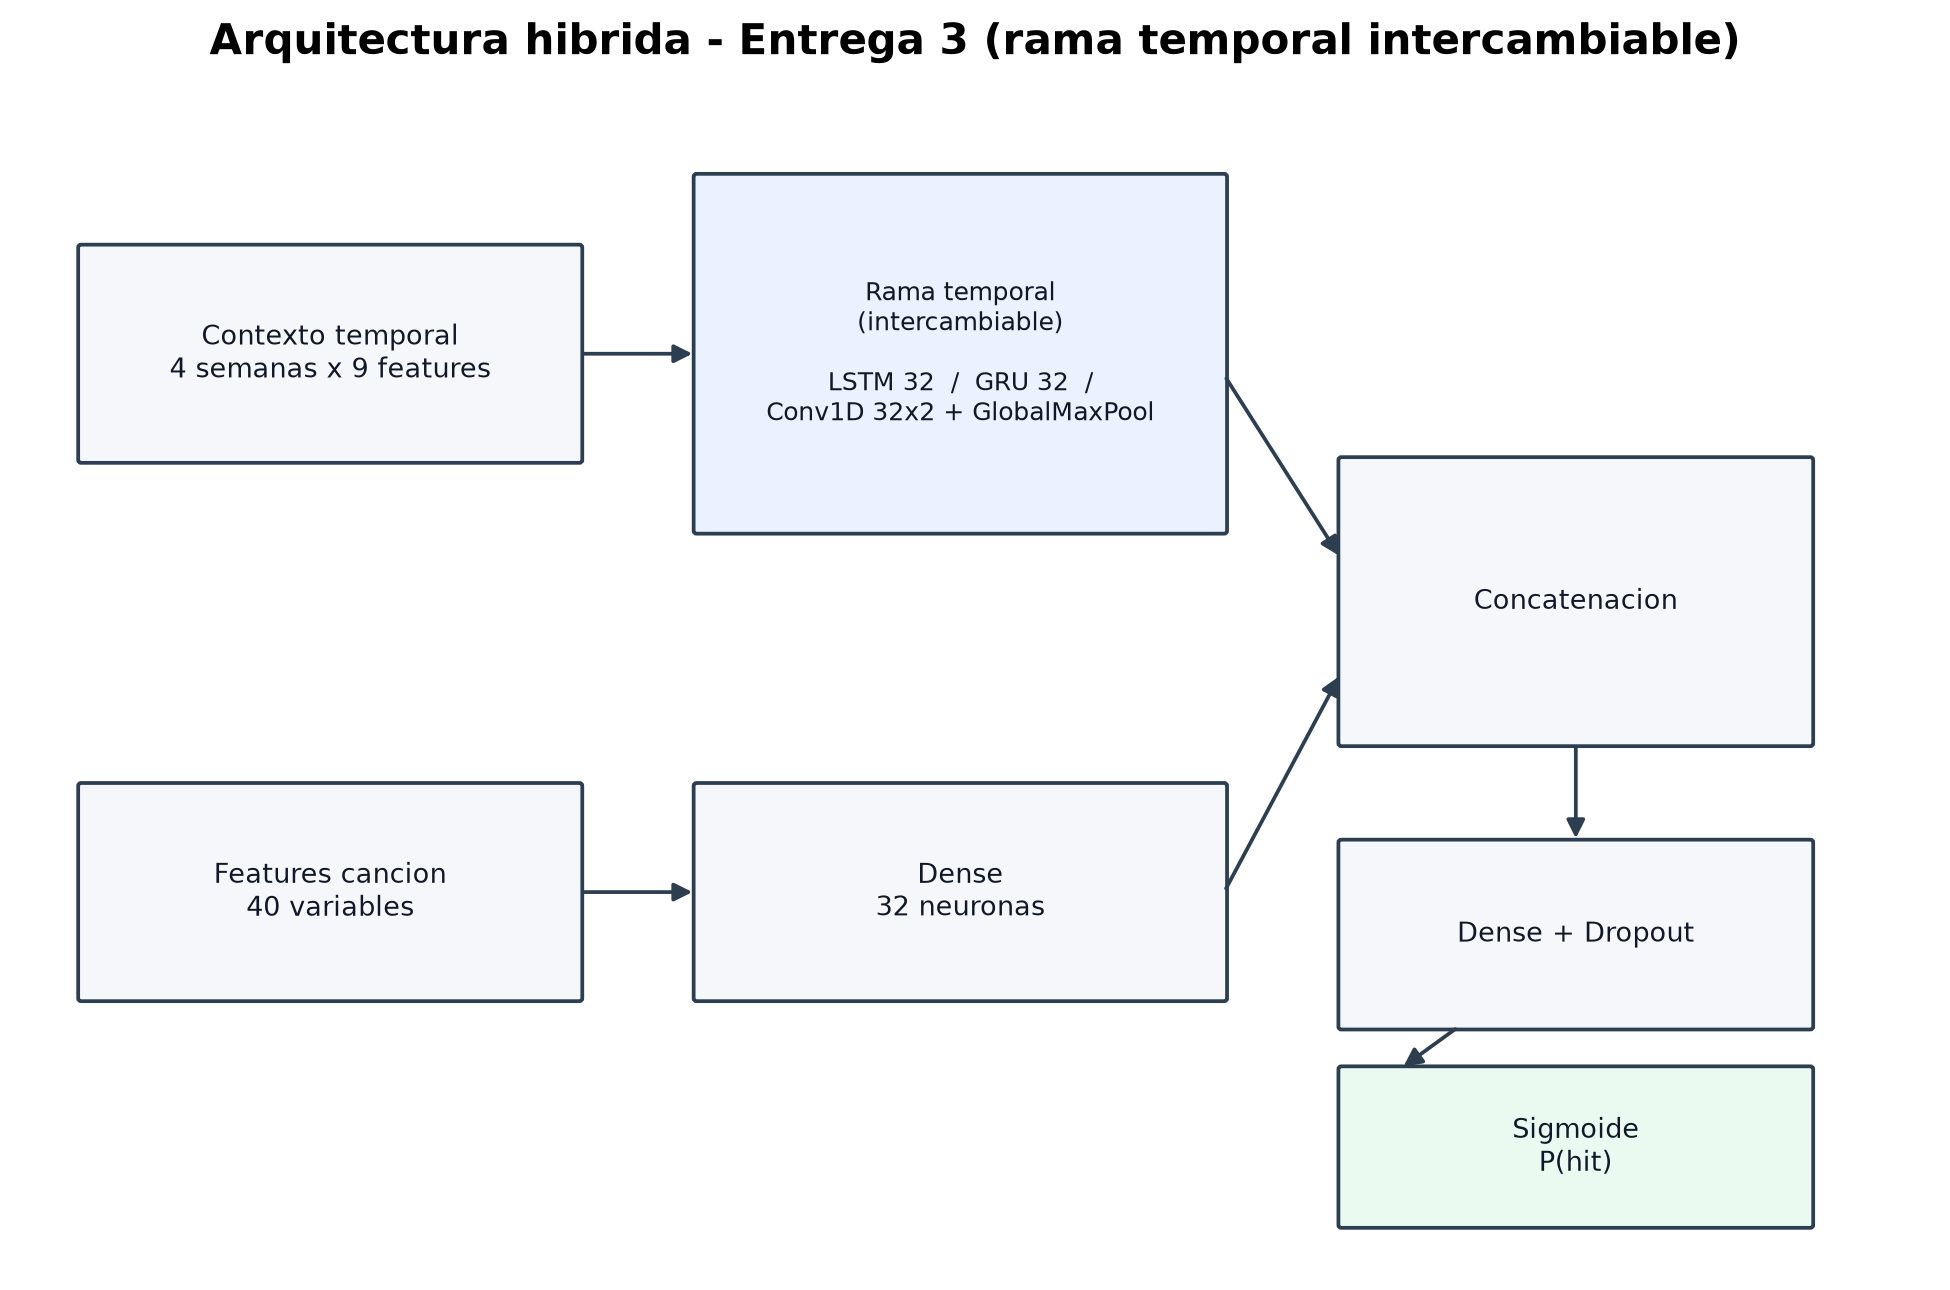 Arquitectura hibrida - Entrega 3 (rama temporal intercambiable)
Contexto temporal
4 semanas x 9 features
Rama temporal
(intercambiable)
LSTM 32 / GRU 32 /
Conv1D 32x2 + GlobalMaxPool
Concatenacion
Features cancion
40 variables
Dense
32 neuronas
Dense + Dropout
Sigmoide
P(hit)